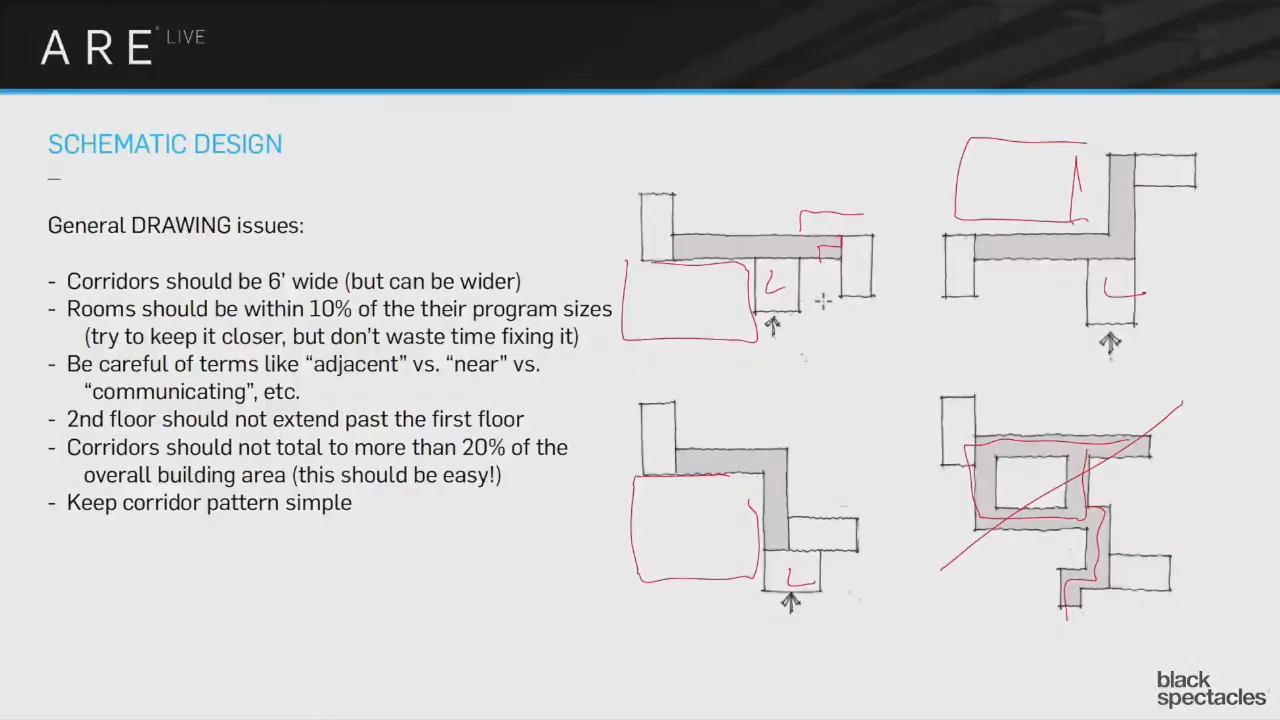 ARE® LIVE
SCHEMATIC DESIGN
–
General DRAWING issues:
- Corridors should be 6' wide (but can be wider)
- Rooms should be within 10% of the their program sizes
(try to keep it closer, but don't waste time fixing it)
- Be careful of terms like “adjacent” vs. “near” vs.
“communicating”, etc.
- 2nd floor should not extend past the first floor
- Corridors should not total to more than 20% of the
overall building area (this should be easy!)
- Keep corridor pattern simple
L
L
L
black
spectacles